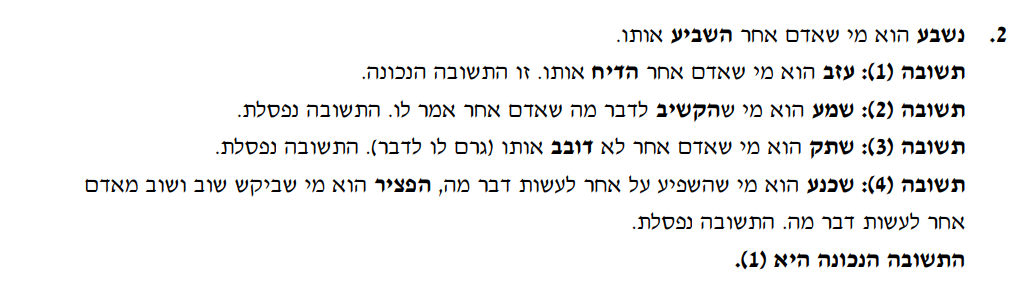 2. נשבע הוא מי שאדם אחר השביע אותו.
תשובה (1): עזב הוא מי שאדם אחר הדיח אותו. זו התשובה הנכונה.
תשובה (2): שמע הוא מי שהקשיב לדבר מה שאדם אחר אמר לו. התשובה נפסלת.
תשובה (3): שתק הוא מי שאדם אחר לא דובב אותו (גרם לו לדבר). התשובה נפסלת.
תשובה (4): שכנע הוא מי שהשפיע על אחר לעשות דבר מה, הפציר הוא מי שביקש שוב ושוב מאדם
אחר לעשות דבר מה. התשובה נפסלת.
התשובה הנכונה היא (1).